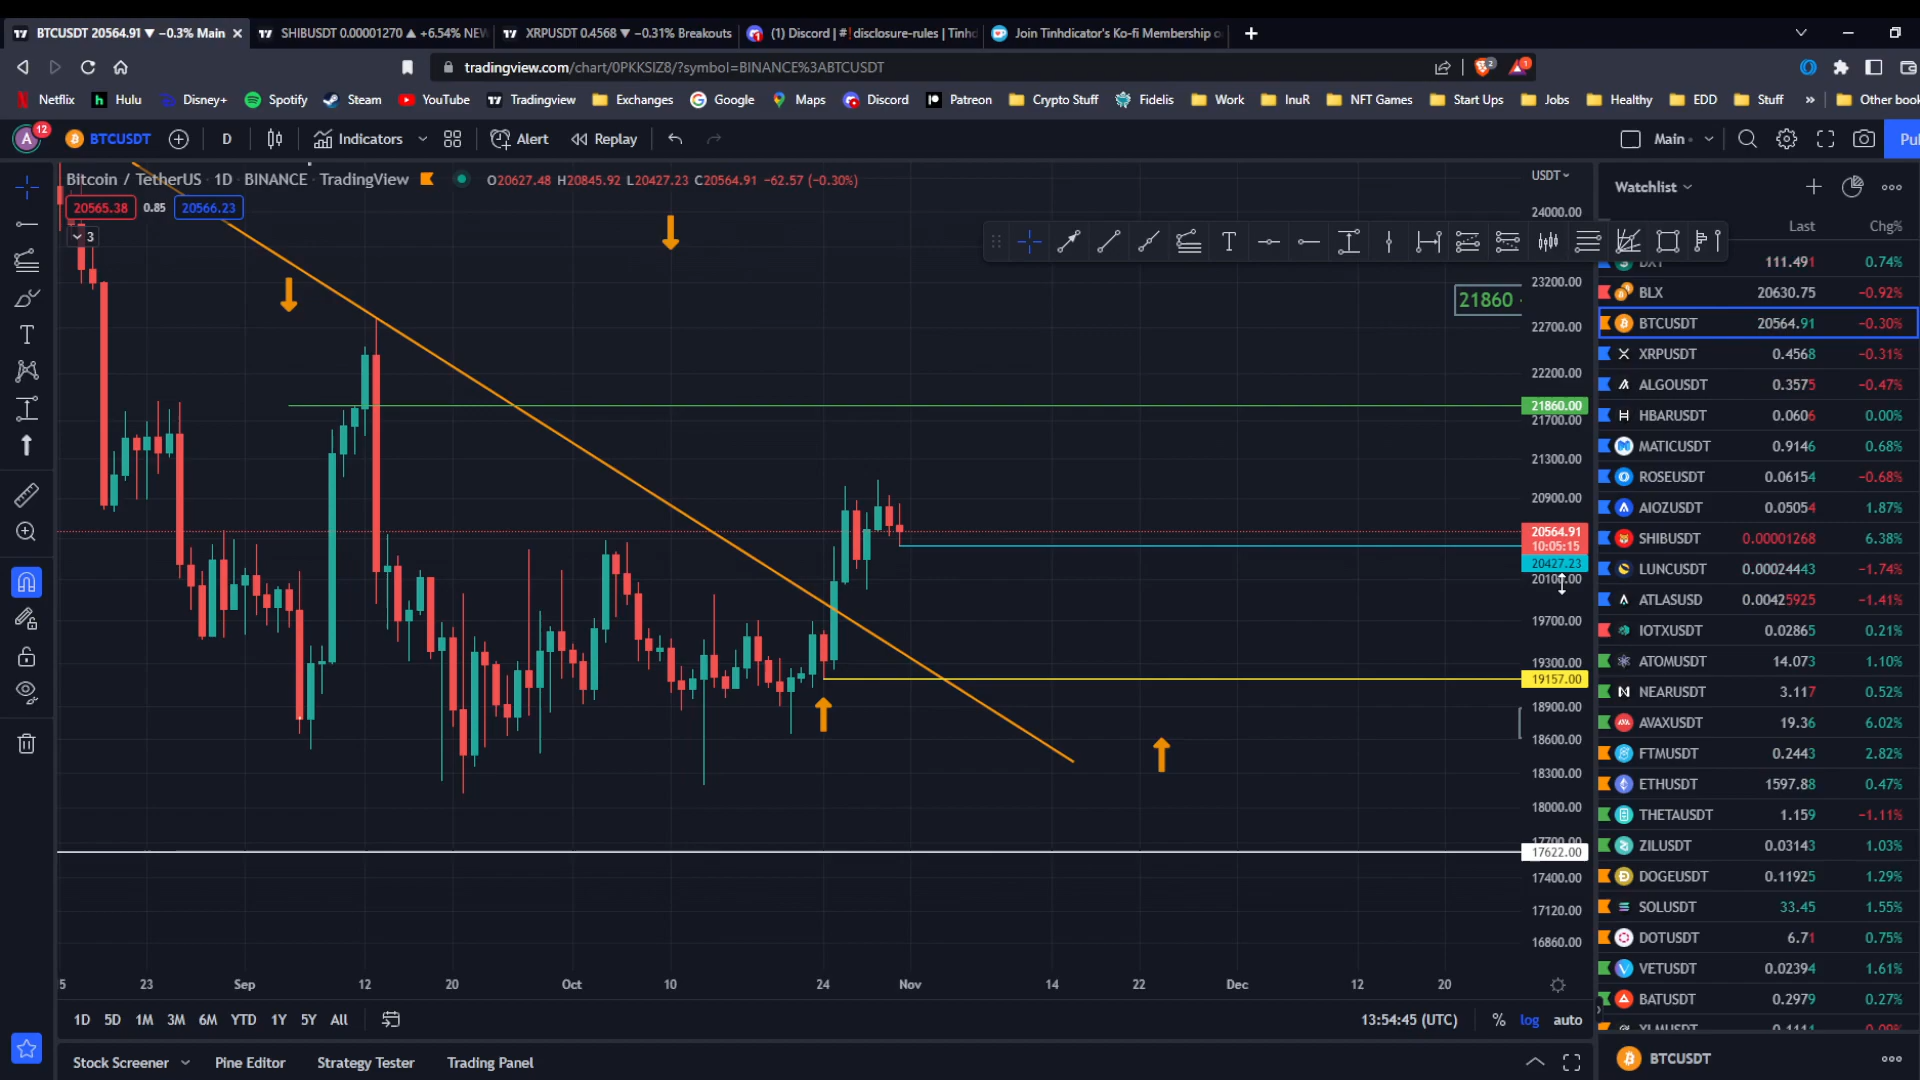 BTCUSDT 20564.91 ▼ −0.3% Main
SHIBUSDT 0.00001270 ▲ +6.54% NEW
XRPUSDT 0.4568 ▼ −0.31% Breakouts
(1) Discord | #❗disclosure-rules | Tinhd
Join Tinhdicator's Ko-fi Membership o
tradingview.com/chart/0PKKSIZ8/?symbol=BINANCE%3ABTCUSDT
2
1
Netflix
Hulu
Disney+
Spotify
Steam
YouTube
Tradingview
Exchanges
Google
Maps
Discord
Patreon
Crypto Stuff
Fidelis
Work
InuR
NFT Games
Start Ups
Jobs
Healthy
EDD
Stuff
»
Other book
A 12
BTCUSDT
D
Indicators
Alert
Replay
Main
Pu
Bitcoin / TetherUS · 1D · BINANCE · TradingView
O20627.48 H20845.92 L20427.23 C20564.91 −62.57 (−0.30%)
20565.38 0.85 20566.23
3
21860
USDT
24000.00
23200.00
22700.00
22200.00
21860.00
21700.00
21300.00
20900.00
20564.91
10:05:15
20427.23
20100.00
19700.00
19300.00
19157.00
18900.00
18600.00
18300.00
18000.00
17700.00
17622.00
17400.00
17120.00
16860.00
5 23 Sep 12 20 Oct 10 24 Nov 14 22 Dec 12 20
1D 5D 1M 3M 6M YTD 1Y 5Y All
13:54:45 (UTC) % log auto
Stock Screener
Pine Editor
Strategy Tester
Trading Panel
Watchlist
Last Chg%
DXY 111.491 0.74%
BLX 20630.75 −0.92%
BTCUSDT 20564.91 −0.30%
XRPUSDT 0.4568 −0.31%
ALGOUSDT 0.3575 −0.47%
HBARUSDT 0.0606 0.00%
MATICUSDT 0.9146 0.68%
ROSEUSDT 0.06154 −0.68%
AIOZUSDT 0.05054 1.87%
SHIBUSDT 0.00001268 6.38%
LUNCUSDT 0.00024443 −1.74%
ATLASUSD 0.00425925 −1.41%
IOTXUSDT 0.02865 0.21%
ATOMUSDT 14.073 1.10%
NEARUSDT 3.117 0.52%
AVAXUSDT 19.36 6.02%
FTMUSDT 0.2443 2.82%
ETHUSDT 1597.88 0.47%
THETAUSDT 1.159 −1.11%
ZILUSDT 0.03143 1.03%
DOGEUSDT 0.11925 1.29%
SOLUSDT 33.45 1.55%
DOTUSDT 6.71 0.75%
VETUSDT 0.02394 1.61%
BATUSDT 0.2979 0.27%
XLMUSDT 0.1111 0.09%
BTCUSDT